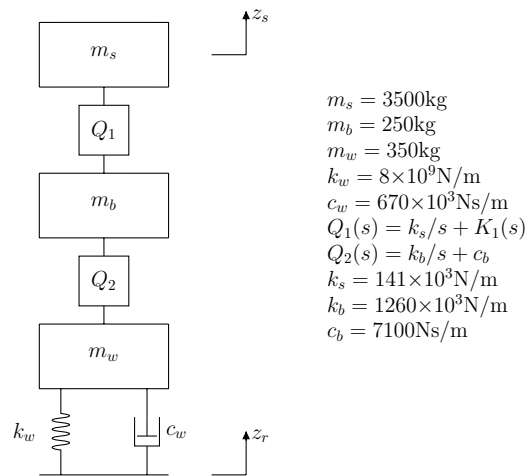 z_s
m_s
Q_1
m_b
Q_2
m_w
k_w
c_w
z_r
m_s = 3500kg
m_b = 250kg
m_w = 350kg
k_w = 8×10^9N/m
c_w = 670×10^3Ns/m
Q_1(s) = k_s/s + K_1(s)
Q_2(s) = k_b/s + c_b
k_s = 141×10^3N/m
k_b = 1260×10^3N/m
c_b = 7100Ns/m